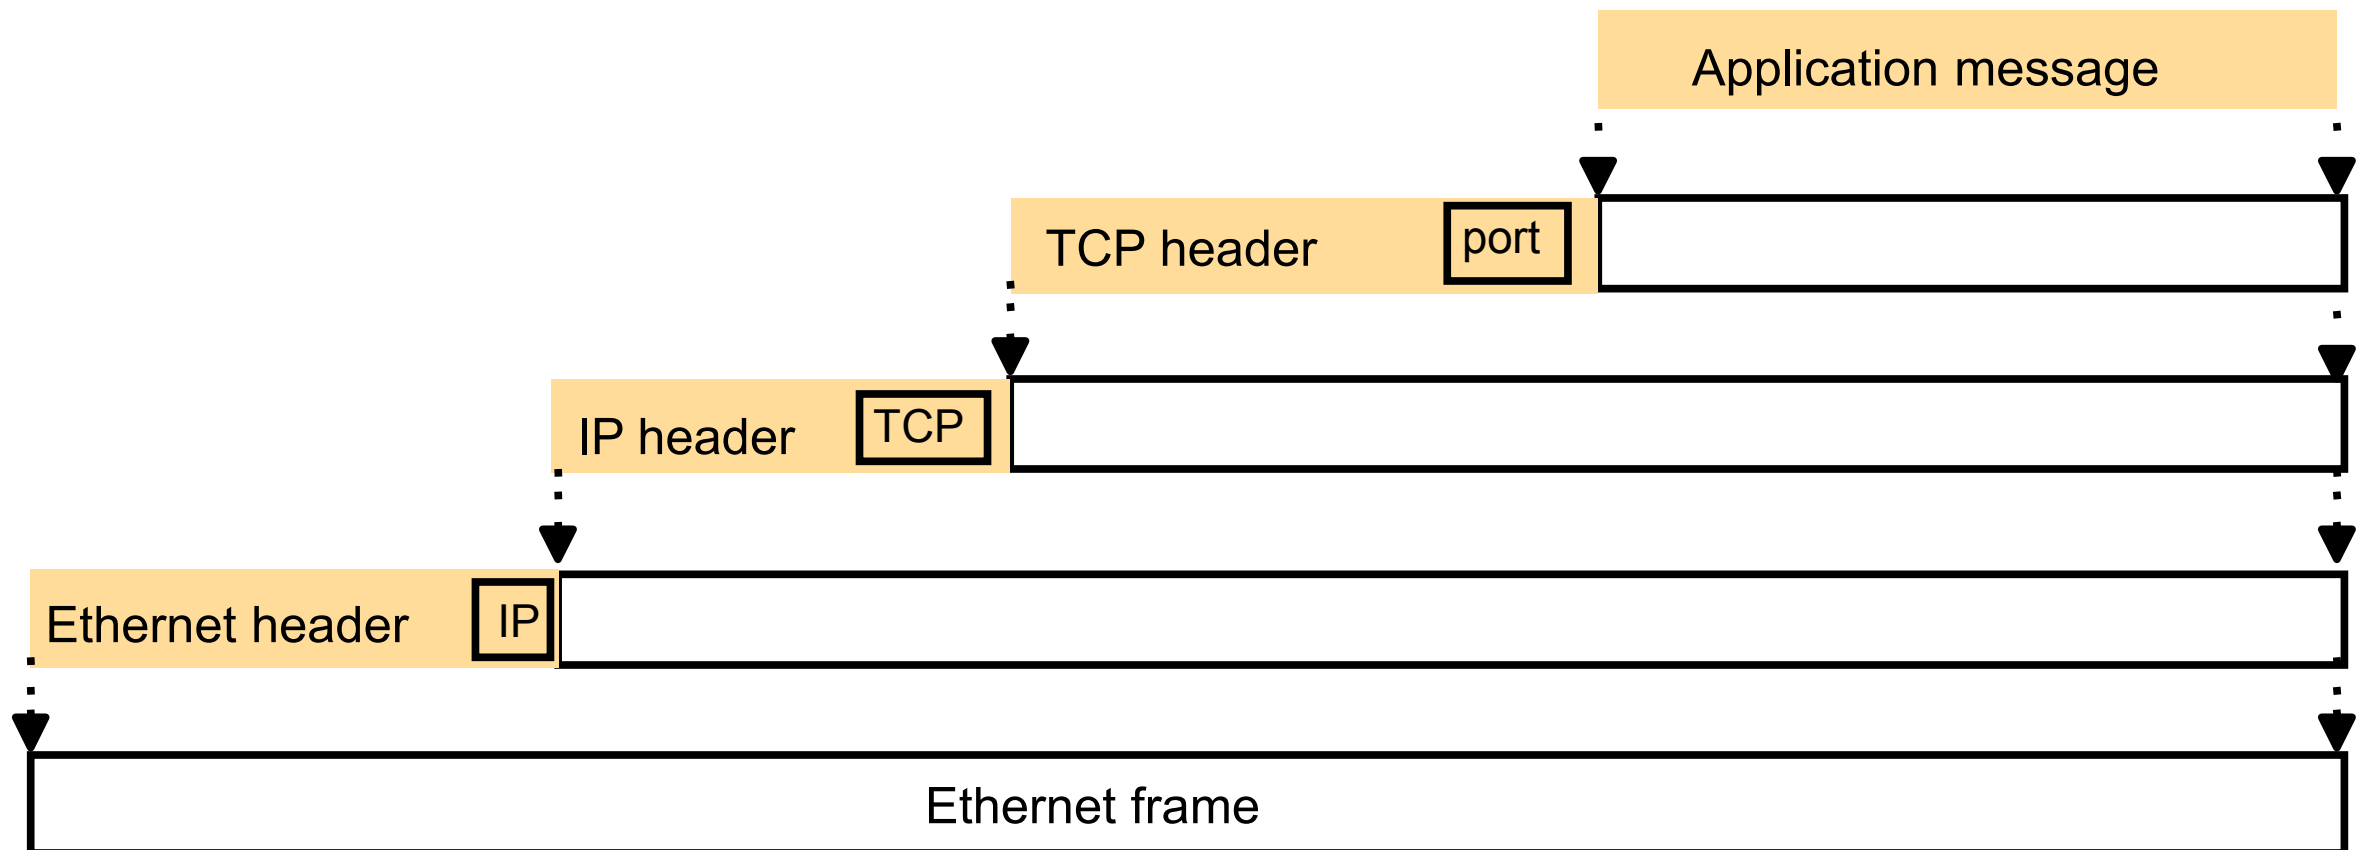 Application message
TCP header port
IP header TCP
Ethernet header IP
Ethernet frame